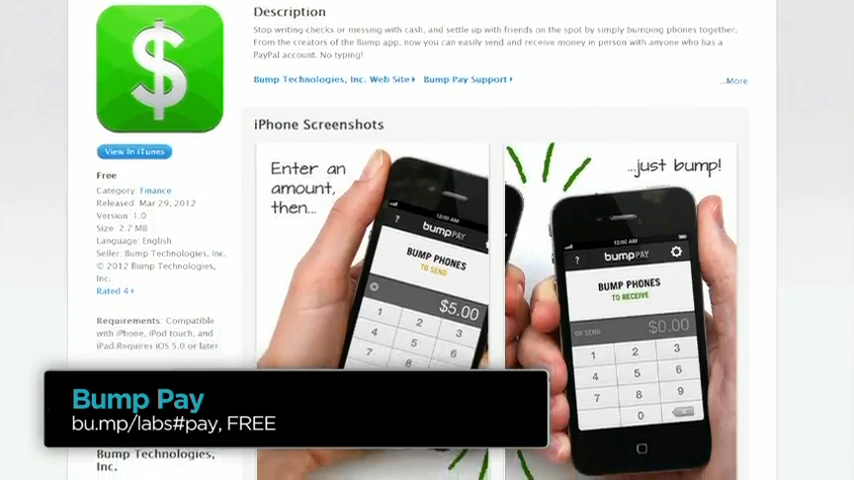 Description
Stop writing checks or messing with cash, and settle up with friends on the spot by simply bumping phones together.
From the creators of the Bump app, now you can easily send and receive money in person with anyone who has a
PayPal account. No typing!
Bump Technologies, Inc. Web Site
Bump Pay Support
...More
$
View In iTunes
Free
Category: Finance
Released: Mar 29, 2012
Version: 1.0
Size: 2.7 MB
Language: English
Seller: Bump Technologies, Inc.
© 2012 Bump Technologies,
Inc.
Rated 4+
Requirements: Compatible
with iPhone, iPod touch, and
iPad.Requires iOS 5.0 or later.
iPhone Screenshots
Enter an
amount,
then...
12:00 AM
?
bump PAY
BUMP PHONES
TO SEND
$5.00
1 2 3
4 5 6
7 8
...just bump!
12:00 AM
?
bump PAY
BUMP PHONES
TO RECEIVE
OR SEND $0.00
1 2 3
4 5 6
7 8 9
0
Bump Pay
bu.mp/labs#pay, FREE
Bump Technologies,
Inc.